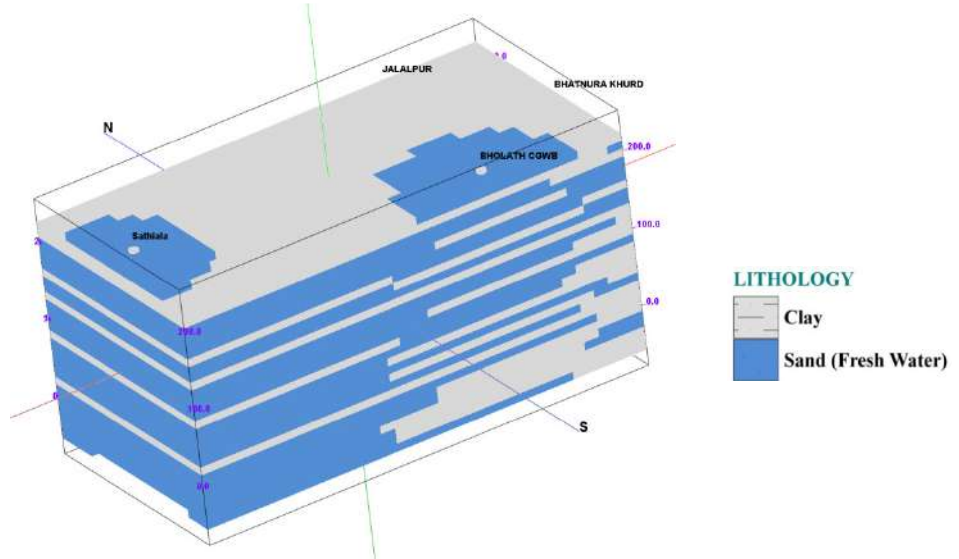 JALALPUR
BHATNURA KHURD
N
BHOLATH CGWB
200.0
Sathiala
100.0
200.0
0.0
100.0
S
0.0
LITHOLOGY
Clay
Sand (Fresh Water)